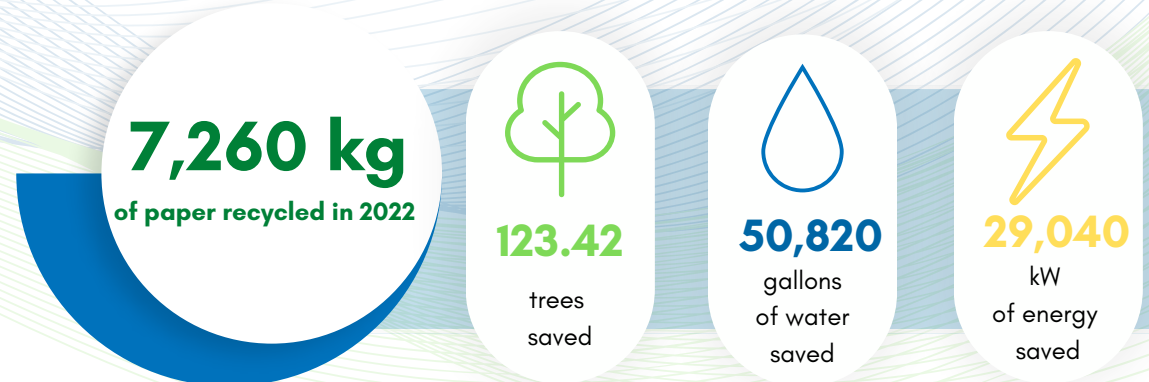 7,260 kg
of paper recycled in 2022
123.42
trees
saved
50,820
gallons
of water
saved
29,040
kW
of energy
saved